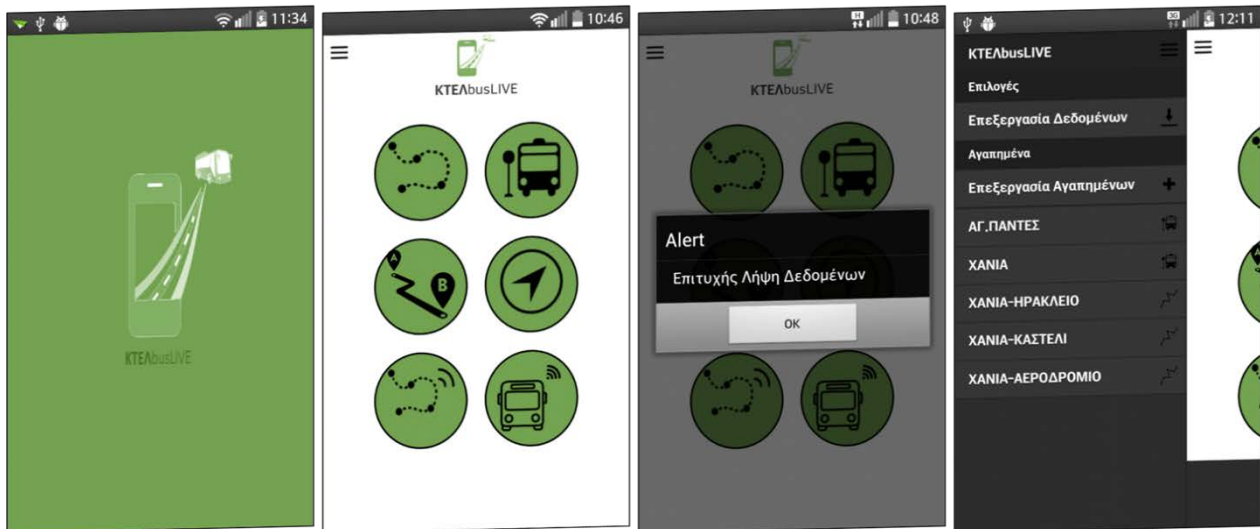 11:34
ΚΤΕΛbusLIVE
10:46
ΚΤΕΛbusLIVE
A
B
H
10:48
ΚΤΕΛbusLIVE
Alert
Επιτυχής Λήψη Δεδομένων
OK
3G
12:11
ΚΤΕΛbusLIVE
Επιλογές
Επεξεργασία Δεδομένων
Αγαπημένα
Επεξεργασία Αγαπημένων
ΑΓ.ΠΑΝΤΕΣ
ΧΑΝΙΑ
ΧΑΝΙΑ-ΗΡΑΚΛΕΙΟ
ΧΑΝΙΑ-ΚΑΣΤΕΛΙ
ΧΑΝΙΑ-ΑΕΡΟΔΡΟΜΙΟ